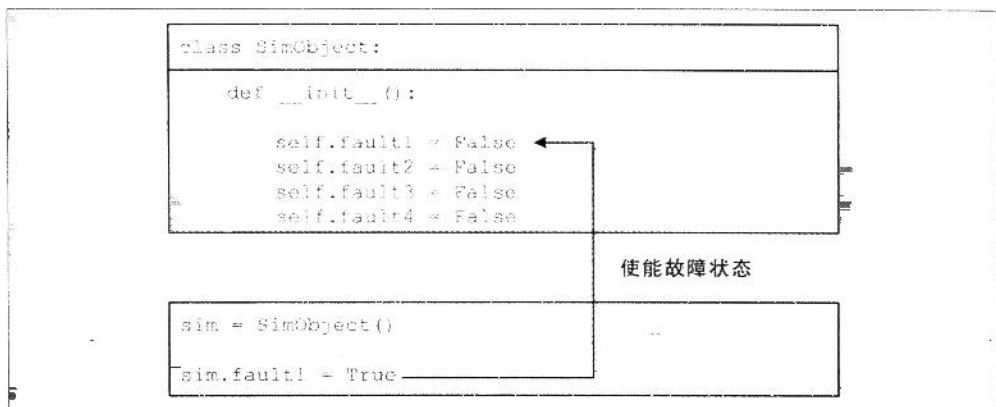 class SimObject:
def __init__():
self.fault1 = False
self.fault2 = False
self.fault3 = False
self.fault4 = False
使能故障状态
sim = SimObject()
sim.fault1 = True